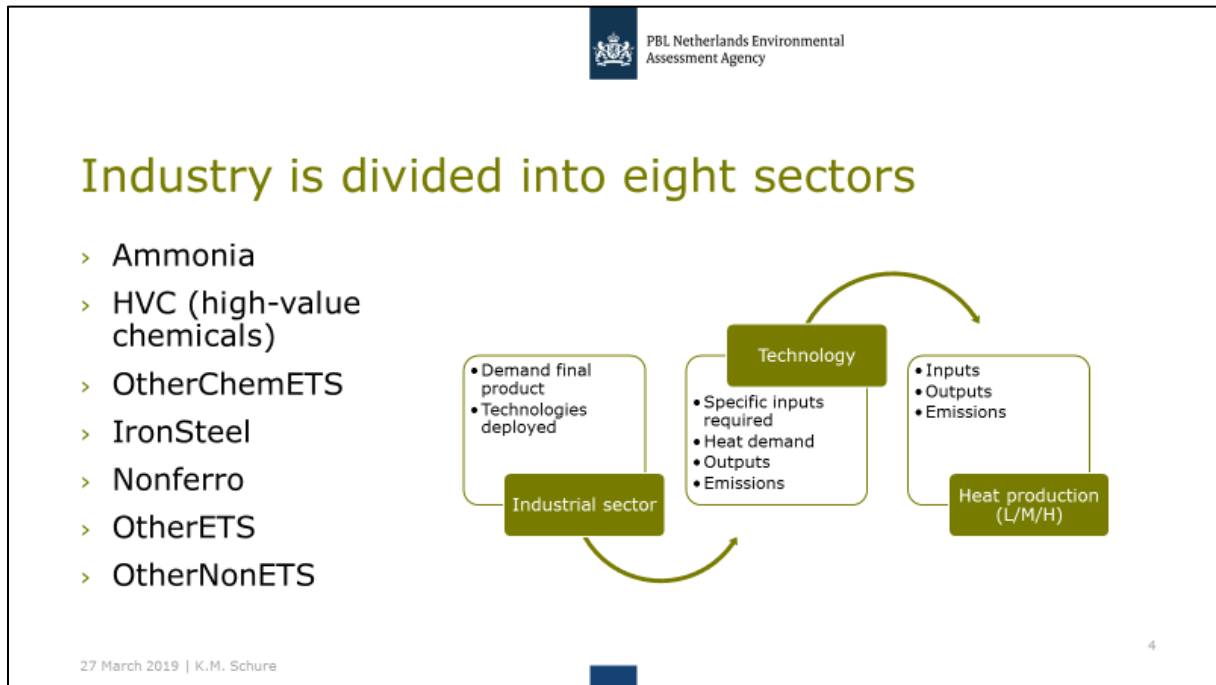 PBL Netherlands Environmental
Assessment Agency
Industry is divided into eight sectors
› Ammonia
› HVC (high-value
chemicals)
› OtherChemETS
› IronSteel
› Nonferro
› OtherETS
› OtherNonETS
• Demand final
product
• Technologies
deployed
Industrial sector
Technology
• Specific inputs
required
• Heat demand
• Outputs
• Emissions
• Inputs
• Outputs
• Emissions
Heat production
(L/M/H)
27 March 2019 | K.M. Schure
4